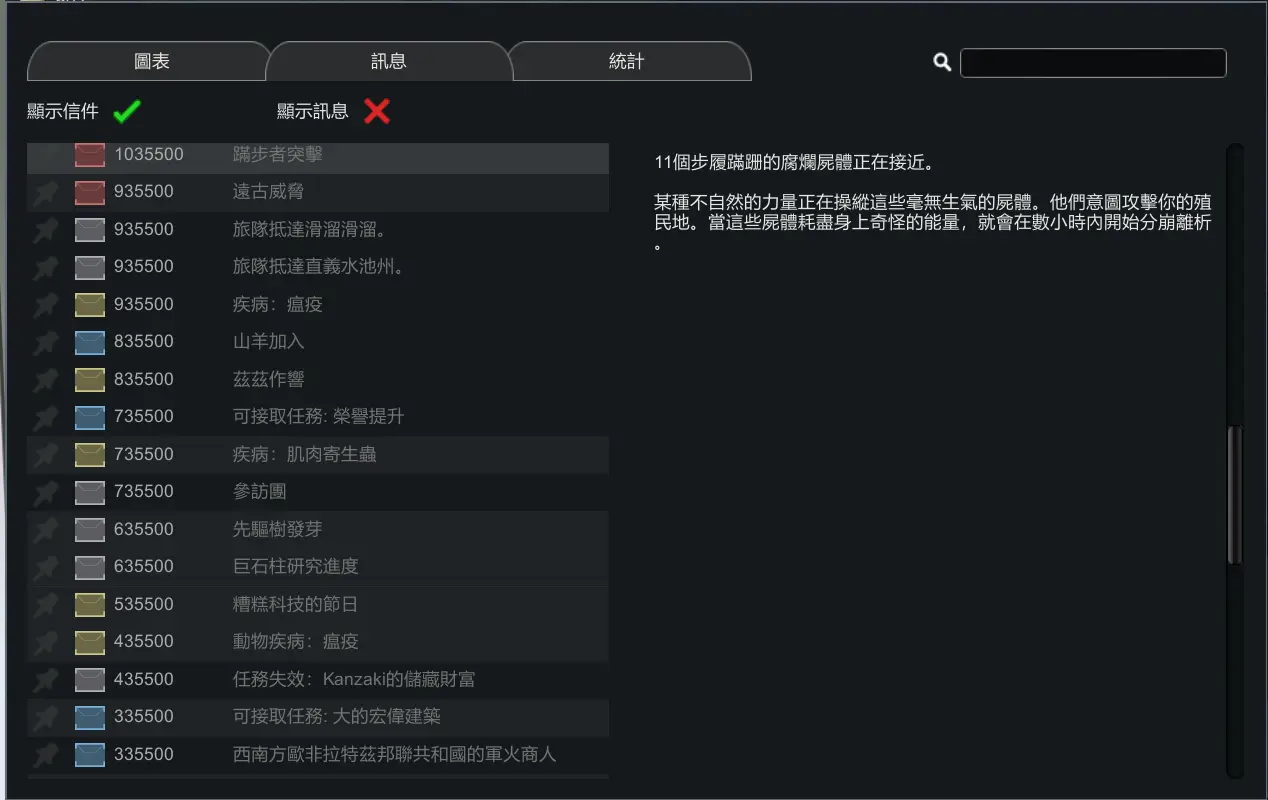 圖表
訊息
統計
顯示信件
顯示訊息
1035500 蹣步者突擊
935500 遠古威脅
935500 旅隊抵達滑溜滑溜。
935500 旅隊抵達直義水池州。
935500 疾病：瘟疫
835500 山羊加入
835500 茲茲作響
735500 可接取任務: 榮譽提升
735500 疾病：肌肉寄生蟲
735500 參訪團
635500 先驅樹發芽
635500 巨石柱研究進度
535500 糟糕科技的節日
435500 動物疾病：瘟疫
435500 任務失效：Kanzaki的儲藏財富
335500 可接取任務: 大的宏偉建築
335500 西南方歐非拉特茲邦聯共和國的軍火商人
11個步履蹣跚的腐爛屍體正在接近。
某種不自然的力量正在操縱這些毫無生氣的屍體。他們意圖攻擊你的殖
民地。當這些屍體耗盡身上奇怪的能量，就會在數小時內開始分崩離析
。